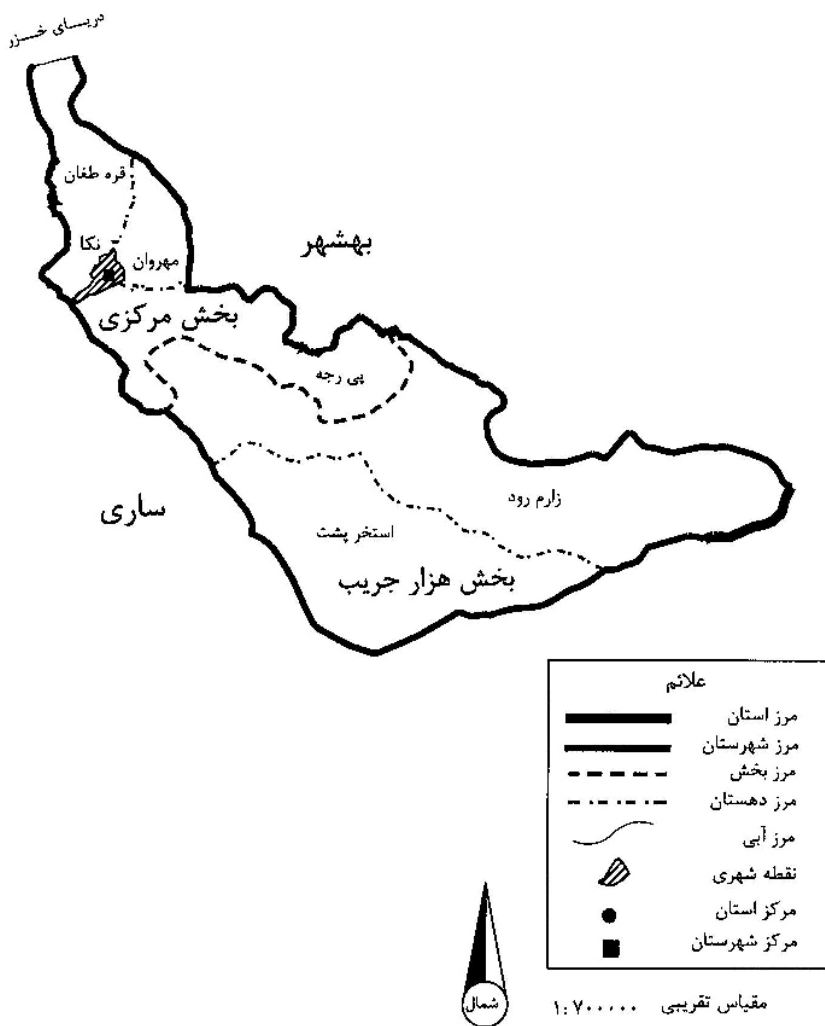 دریـــای خـــزر
قره طغان
نکا
مهروان
بهشهر
بخش مرکزی
پی رجه
زارم رود
ساری
استخر پشت
بخش هزار جریب
علائم
مرز استان
مرز شهرستان
مرز بخش
مرز دهستان
مرز آبی
نقطه شهری
مرکز استان
مرکز شهرستان
شمال
مقیاس تقریبی ۱:۷۰۰۰۰۰